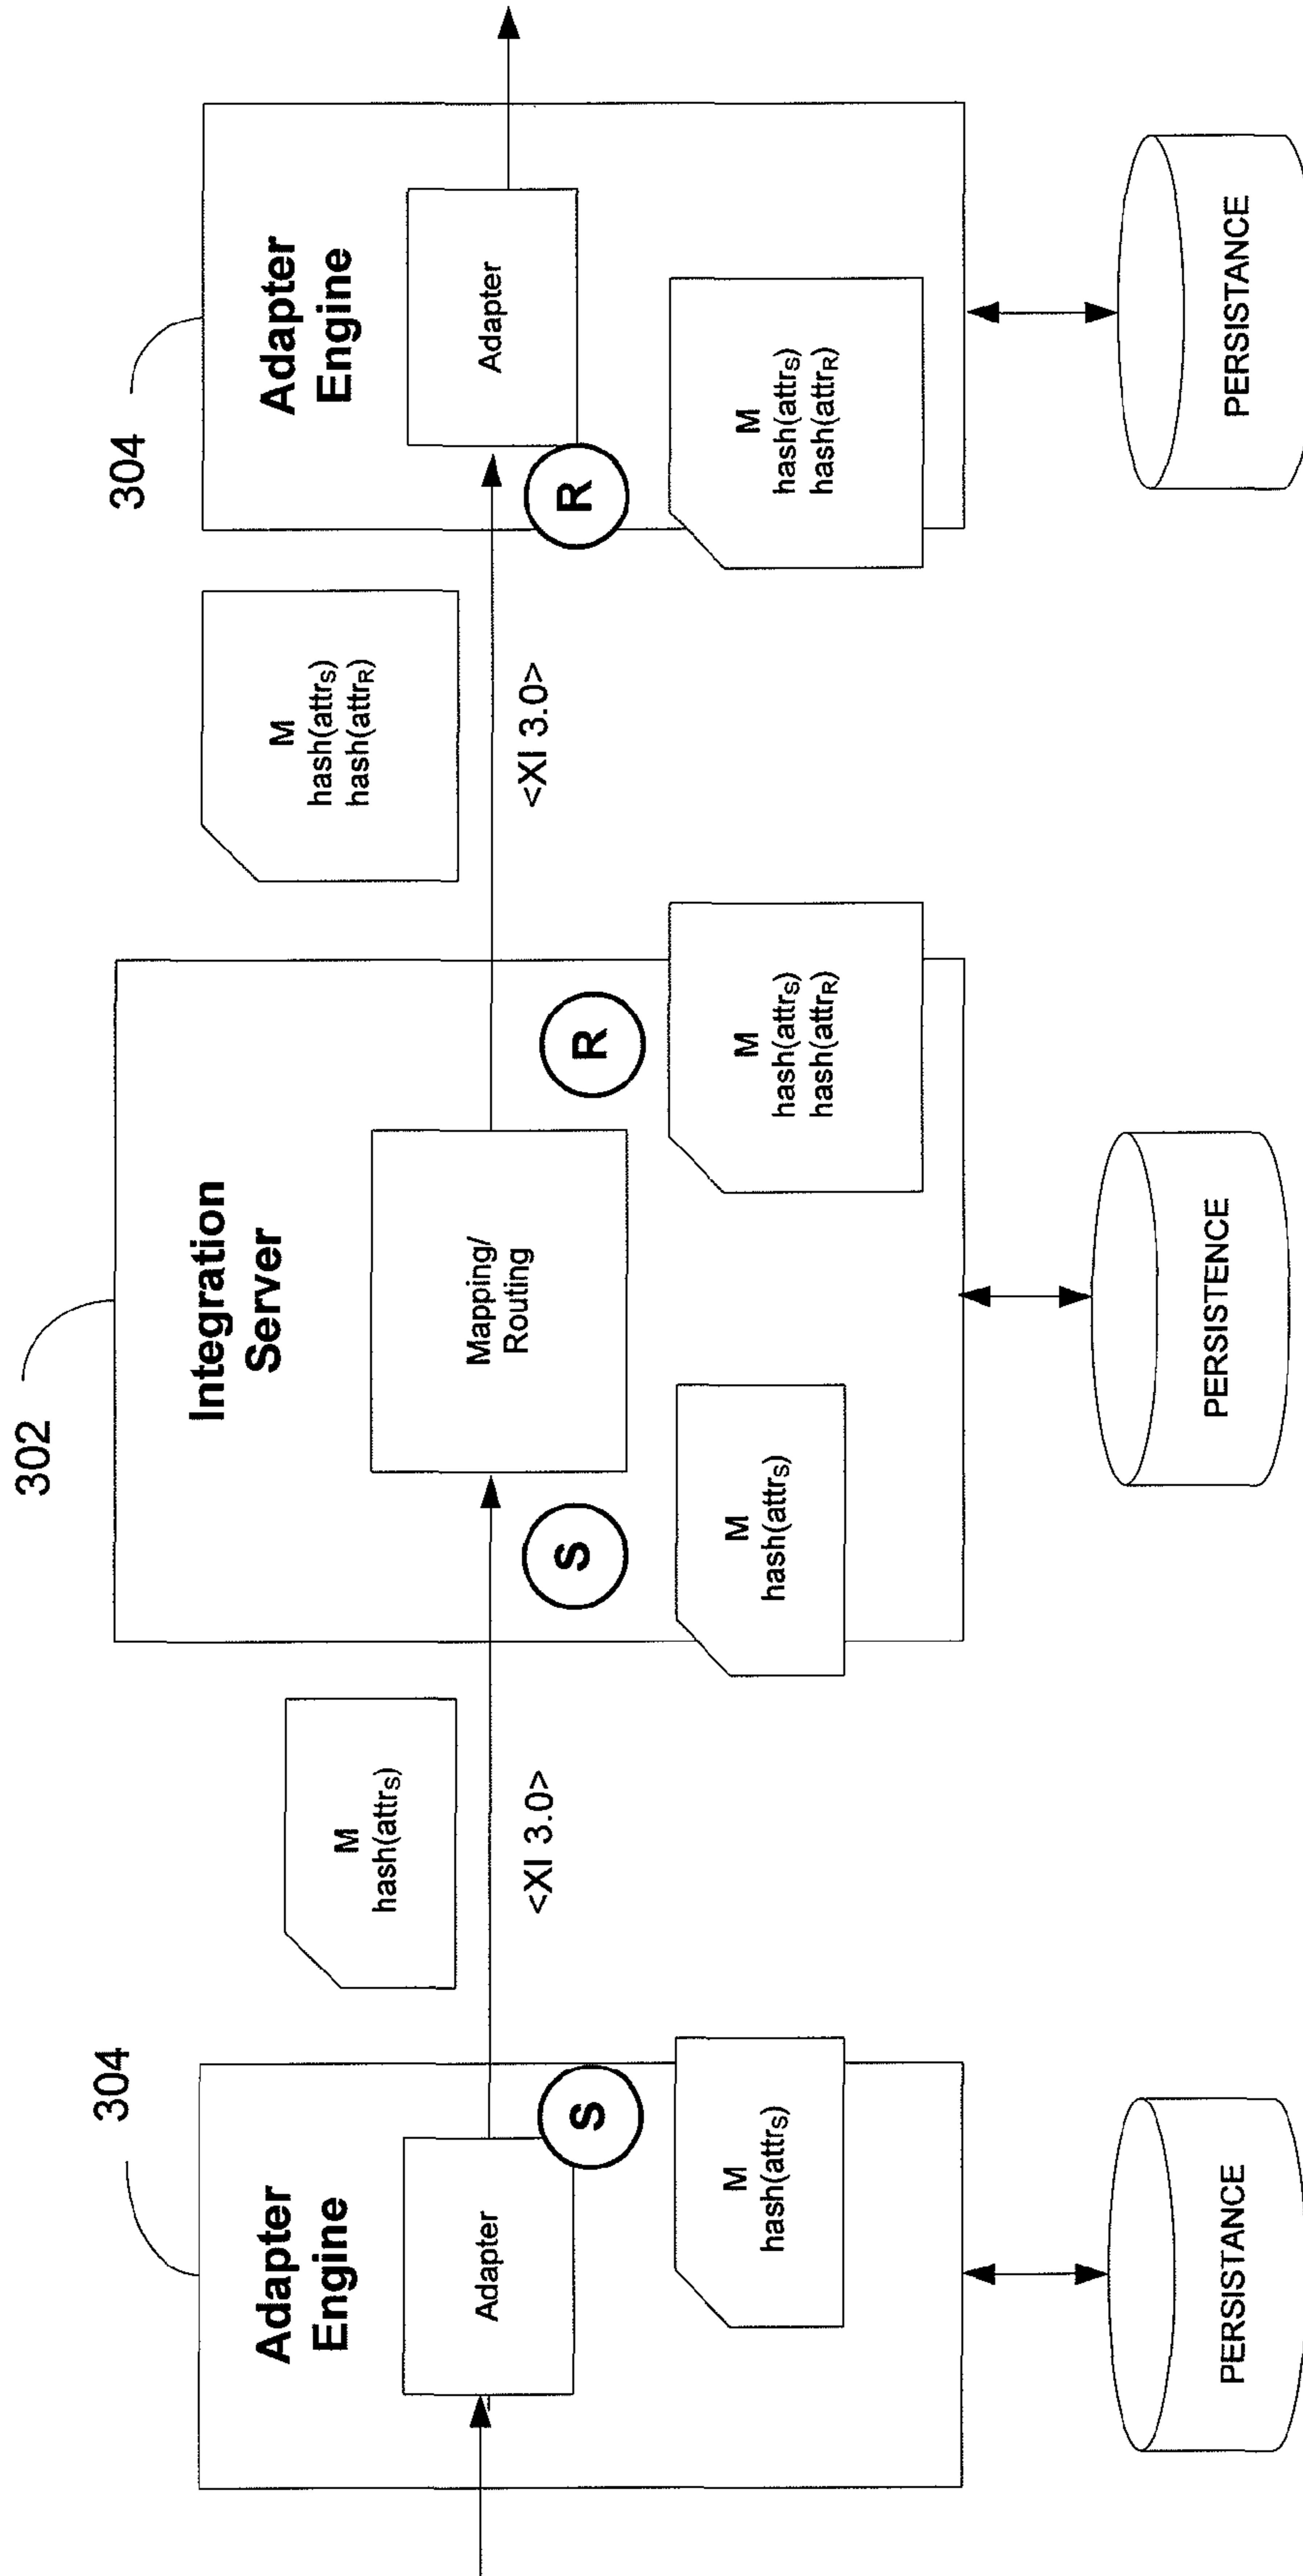 304
Adapter
Engine
Adapter
S
M
hash(attrS)
PERSISTANCE
M
hash(attrS)
<XI 3.0>
302
Integration
Server
Mapping/
Routing
S
R
M
hash(attrS)
M
hash(attrS)
hash(attrR)
PERSISTENCE
M
hash(attrS)
hash(attrR)
<XI 3.0>
304
Adapter
Engine
Adapter
R
M
hash(attrS)
hash(attrR)
PERSISTANCE